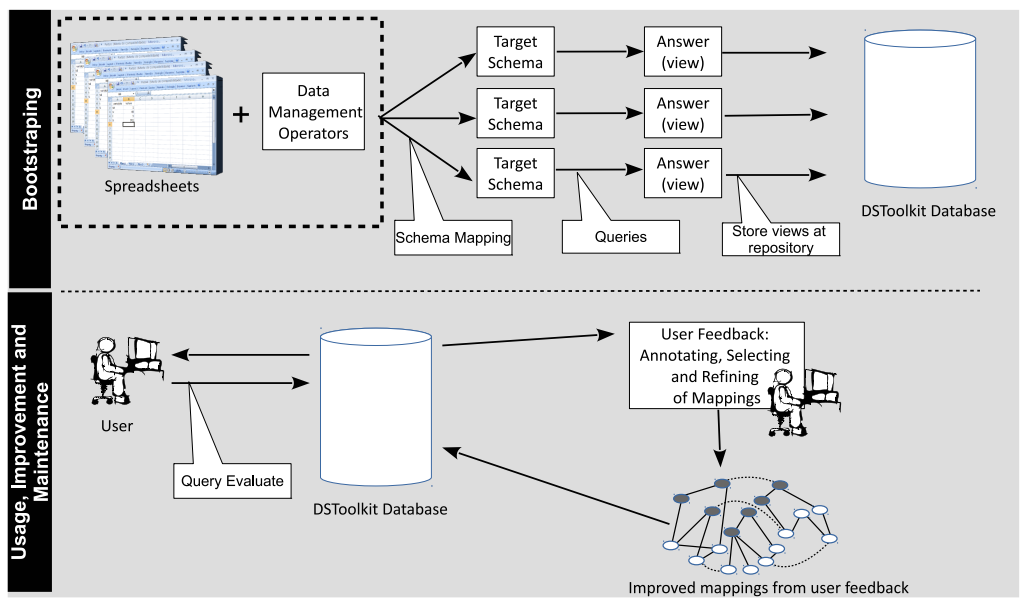 Bootstraping
Spreadsheets
+
Data
Management
Operators
Target
Schema
Answer
(view)
Target
Schema
Answer
(view)
Target
Schema
Answer
(view)
Schema Mapping
Queries
Store views at
repository
DSToolkit Database
Usage, Improvement and
Maintenance
User
Query Evaluate
DSToolkit Database
User Feedback:
Annotating, Selecting
and Refining
of Mappings
Improved mappings from user feedback